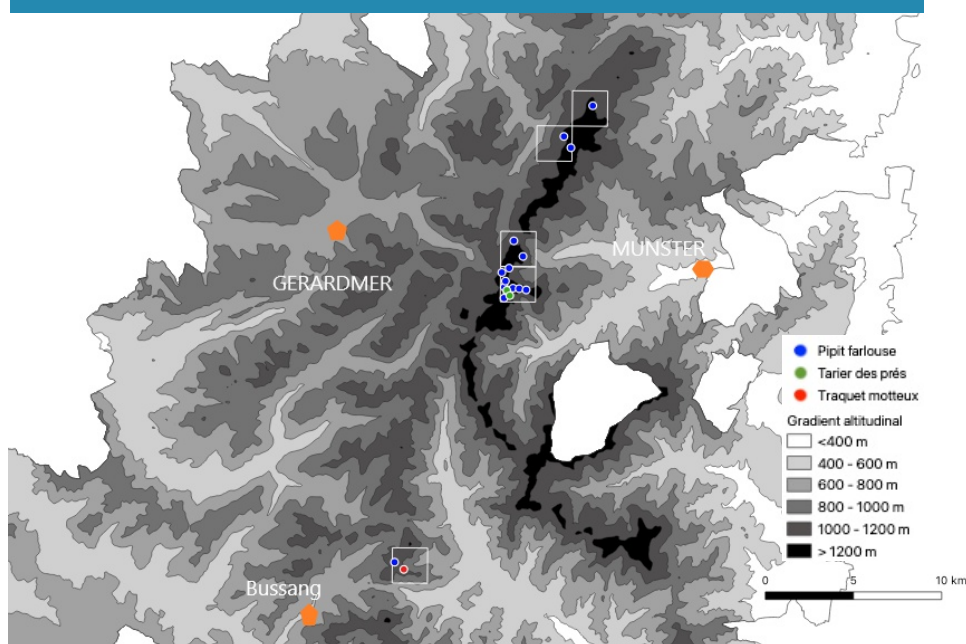 MUNSTER
GERARDMER
Pipit farlouse
Tarier des prés
Traquet motteux
Gradient altitudinal
<400 m
400 - 600 m
600 - 800 m
800 - 1000 m
1000 - 1200 m
> 1200 m
Bussang
0 5 10 km